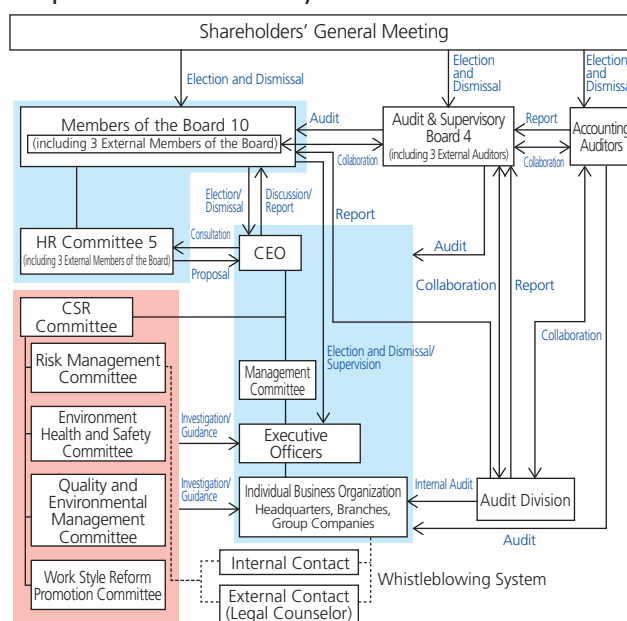 Shareholders' General Meeting
Election and Dismissal
Election
and
Dismissal
Election
and
Dismissal
Members of the Board 10
(including 3 External Members of the Board)
Audit
Collaboration
Audit & Supervisory
Board 4
(including 3 External Auditors)
Report
Collaboration
Accounting
Auditors
Election/
Dismissal
Discussion/
Report
Report
HR Committee 5
(including 3 External Members of the Board)
Consultation
Proposal
CEO
Audit
Collaboration
Report
Collaboration
CSR
Committee
Risk Management
Committee
Environment
Health and Safety
Committee
Quality and
Environmental
Management
Committee
Work Style Reform
Promotion Committee
Management
Committee
Election and Dismissal/
Supervision
Investigation/
Guidance
Executive
Officers
Investigation/
Guidance
Individual Business Organization
Headquarters, Branches,
Group Companies
Internal Audit
Audit Division
Audit
Internal Contact
External Contact
(Legal Counselor)
Whistleblowing System